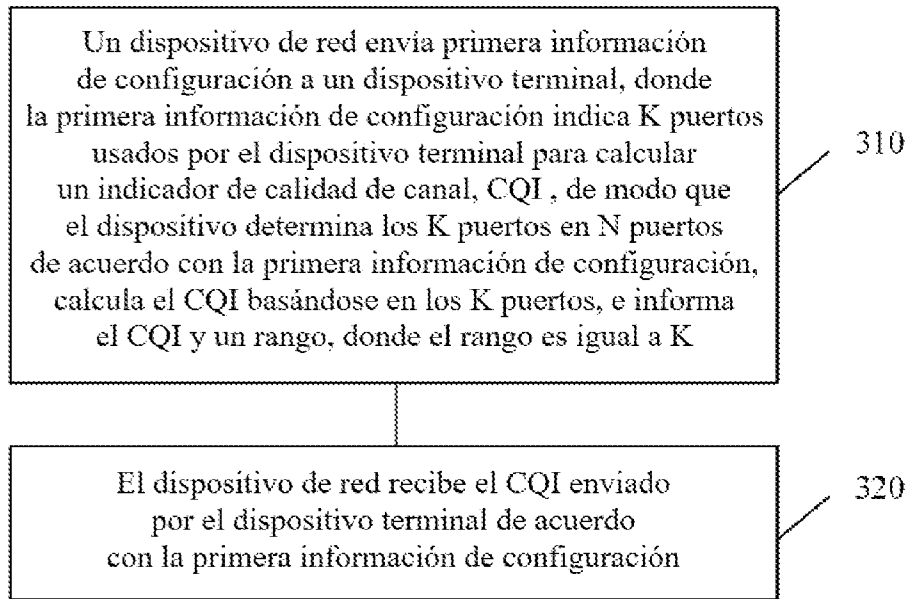 Un dispositivo de red envía primera información
de configuración a un dispositivo terminal, donde
la primera información de configuración indica K puertos
usados por el dispositivo terminal para calcular
un indicador de calidad de canal, CQI , de modo que
el dispositivo determina los K puertos en N puertos
de acuerdo con la primera información de configuración,
calcula el CQI basándose en los K puertos, e informa
el CQI y un rango, donde el rango es igual a K
310
El dispositivo de red recibe el CQI enviado
por el dispositivo terminal de acuerdo
con la primera información de configuración
320